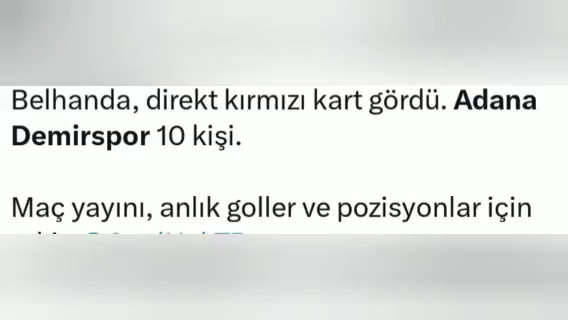 Belhanda, direkt kırmızı kart gördü. Adana
Demirspor 10 kişi.
Maç yayını, anlık goller ve pozisyonlar için